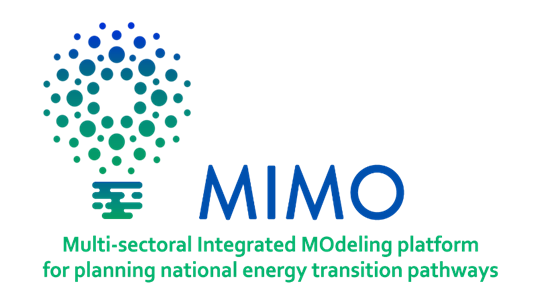 MIMO
Multi-sectoral Integrated MOdeling platform
for planning national energy transition pathways